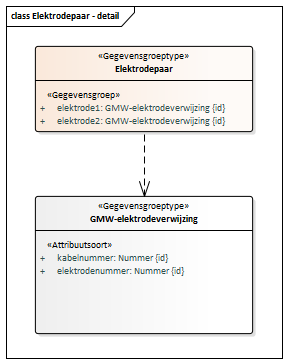 class Elektrodepaar - detail
«Gegevensgroeptype»
Elektrodepaar
«Gegevensgroep»
+ elektrode1: GMW-elektrodeverwijzing {id}
+ elektrode2: GMW-elektrodeverwijzing {id}
«Gegevensgroeptype»
GMW-elektrodeverwijzing
«Attribuutsoort»
+ kabelnummer: Nummer {id}
+ elektrodenummer: Nummer {id}